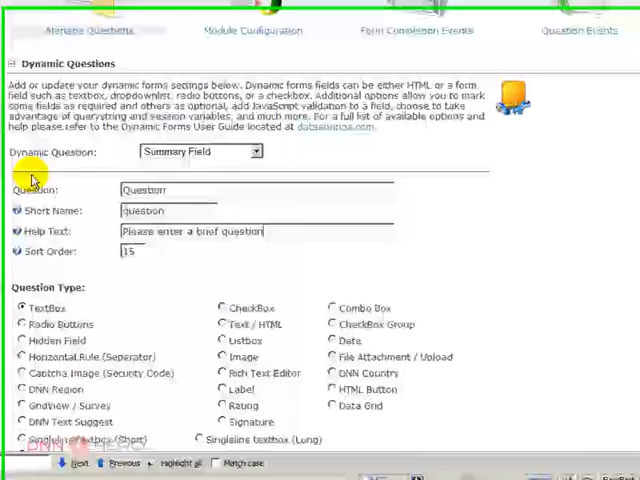 Manage Questions Module Configuration Form Completion Events Question Events
Dynamic Questions
Add or update your dynamic forms settings below. Dynamic forms fields can be either HTML or a form
field such as textbox, dropdownlist, radio buttons, or a checkbox. Additional options allow you to mark
some fields as required and others as optional, add JavaScript validation to a field, choose to take
advantage of querystring and session variables, and much more. For a full list of available options and
help please refer to the Dynamic Forms User Guide located at datasprings.com.
Dynamic Question: Summary Field
Question: Question
Short Name: question
Help Text: Please enter a brief question
Sort Order: 15
Question Type:
TextBox CheckBox Combo Box
Radio Buttons Text / HTML CheckBox Group
Hidden Field Listbox Date
Horizontal Rule (Seperator) Image File Attachment / Upload
Captcha Image (Security Code) Rich Text Editor DNN Country
DNN Region Label HTML Button
GridView / Survey Rating Data Grid
DNN Text Suggest Signature
Singleline textbox (Short) Singleline textbox (Long)
DNN HERO
Next Previous Highlight all Match case